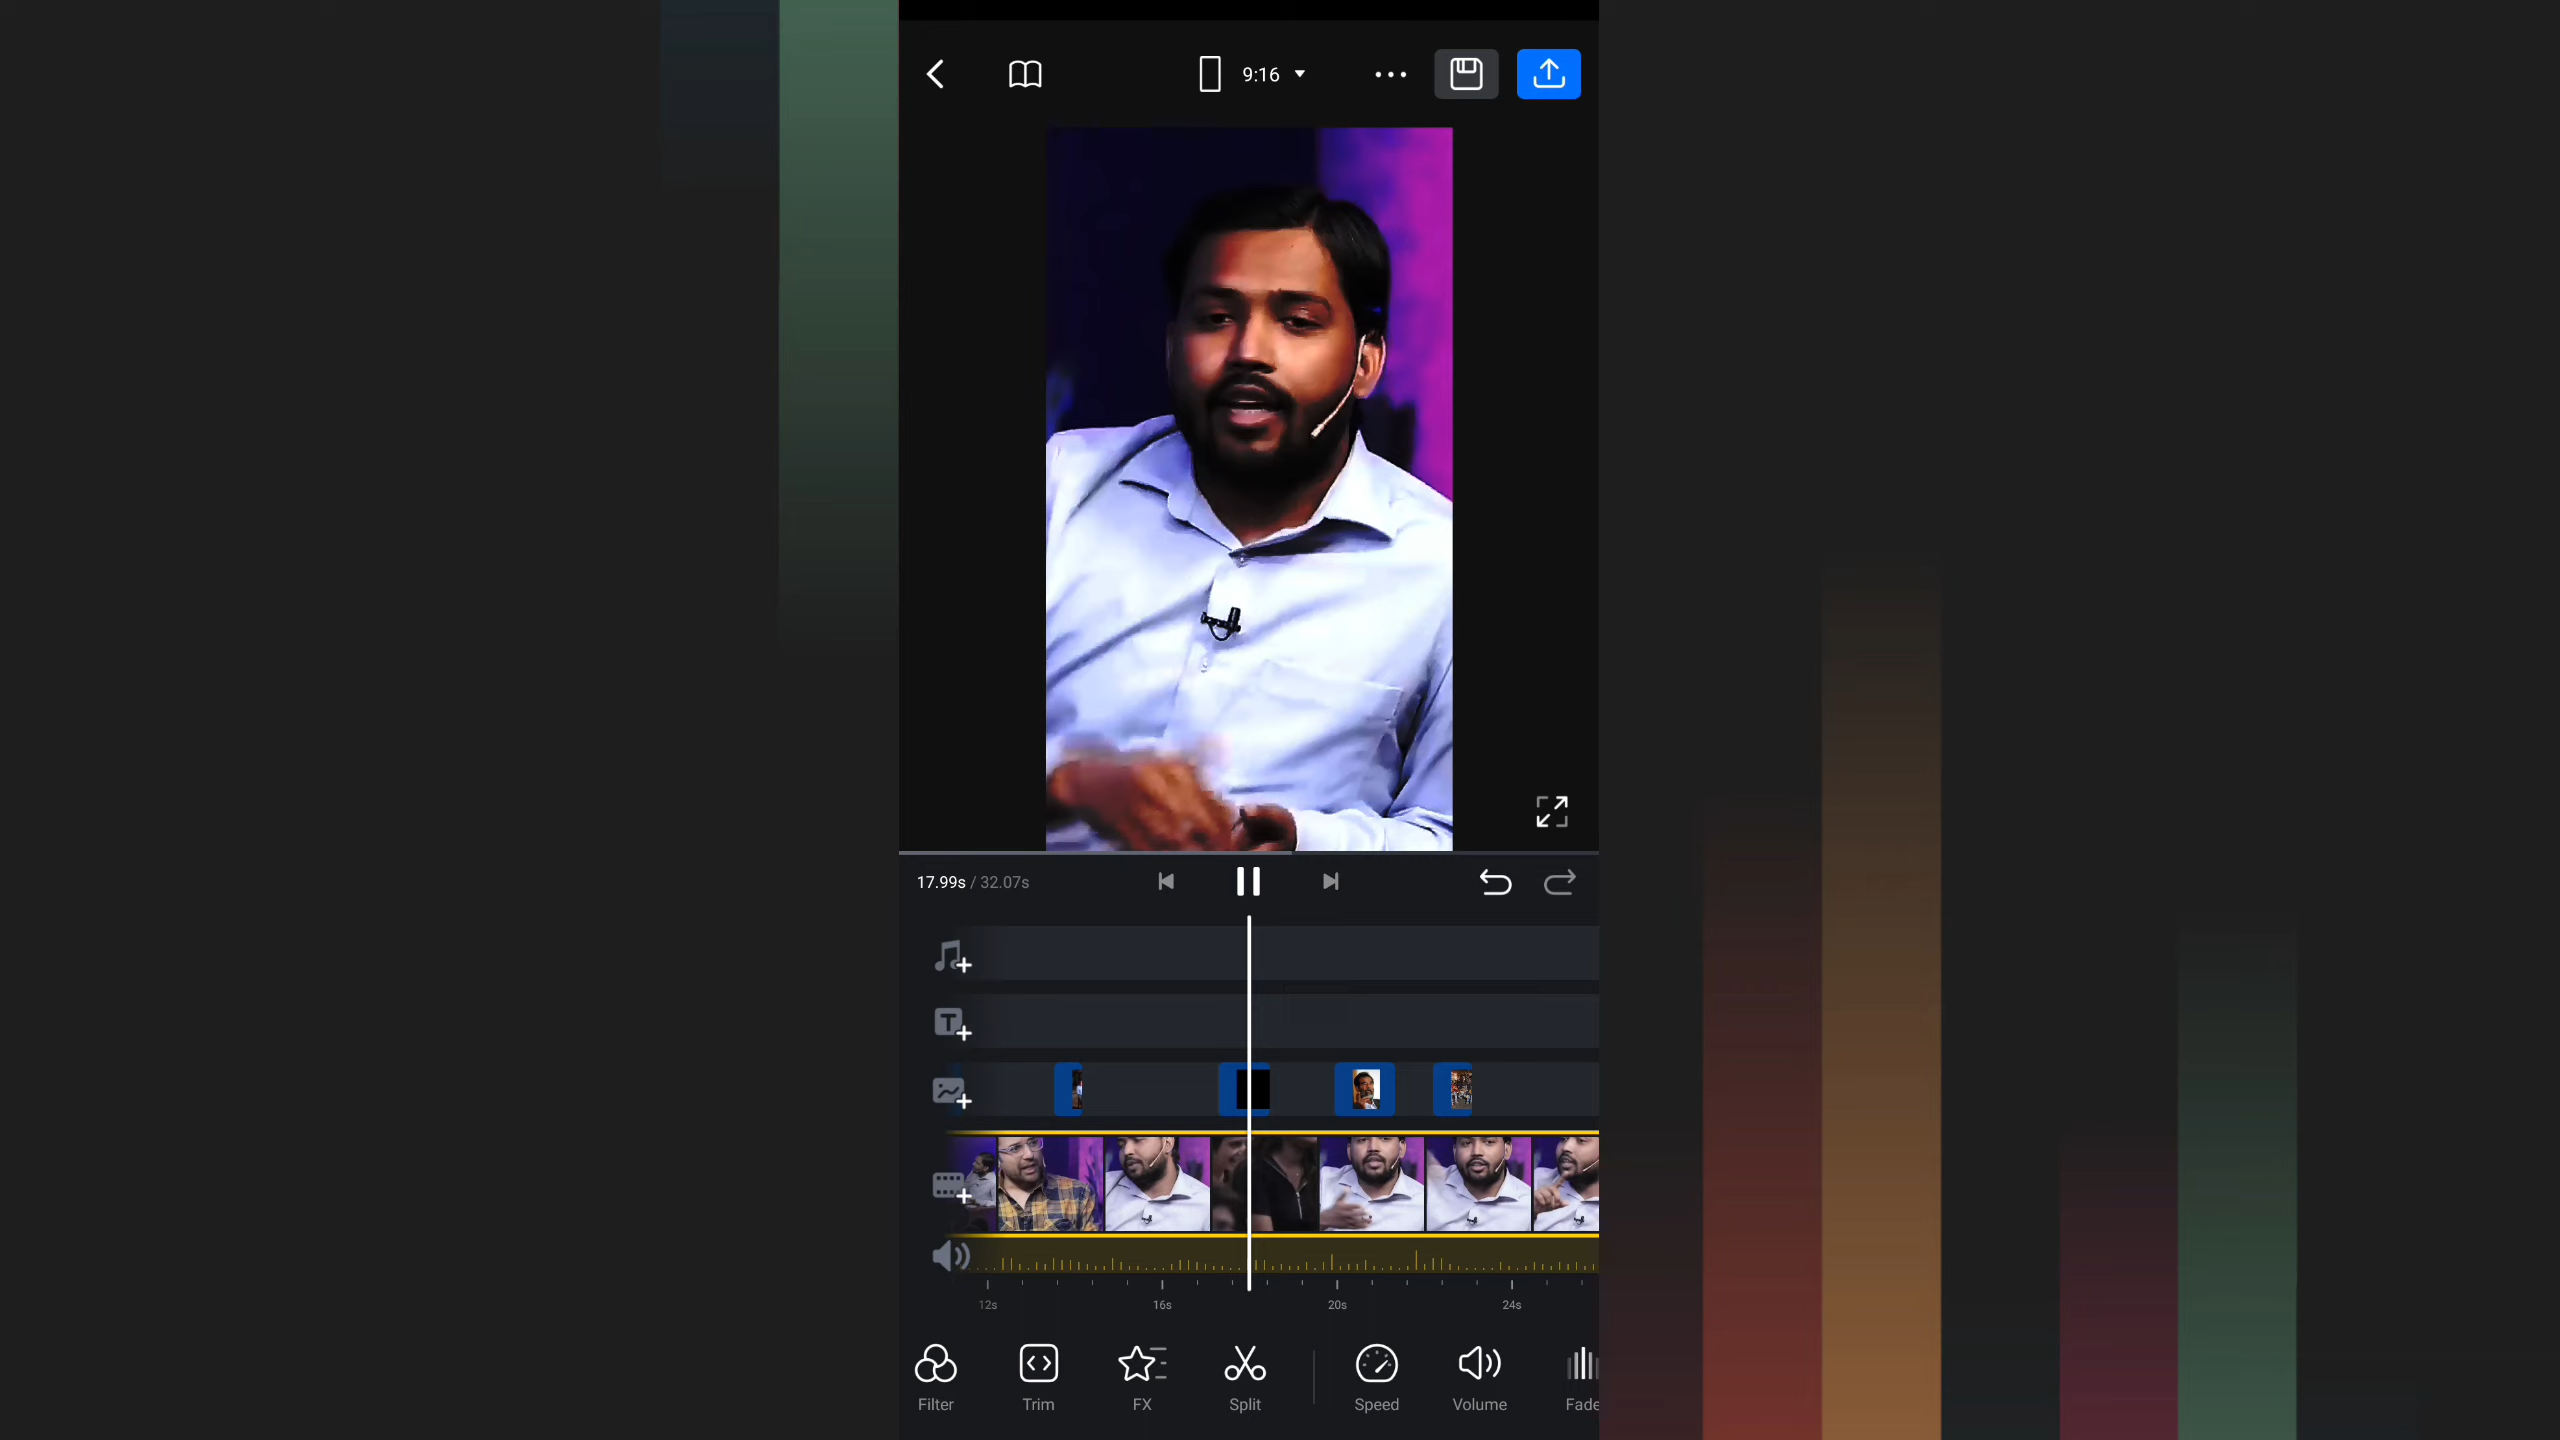 9:16
17.99s / 32.07s
12s 16s 20s 24s
Filter Trim FX Split Speed Volume Fade